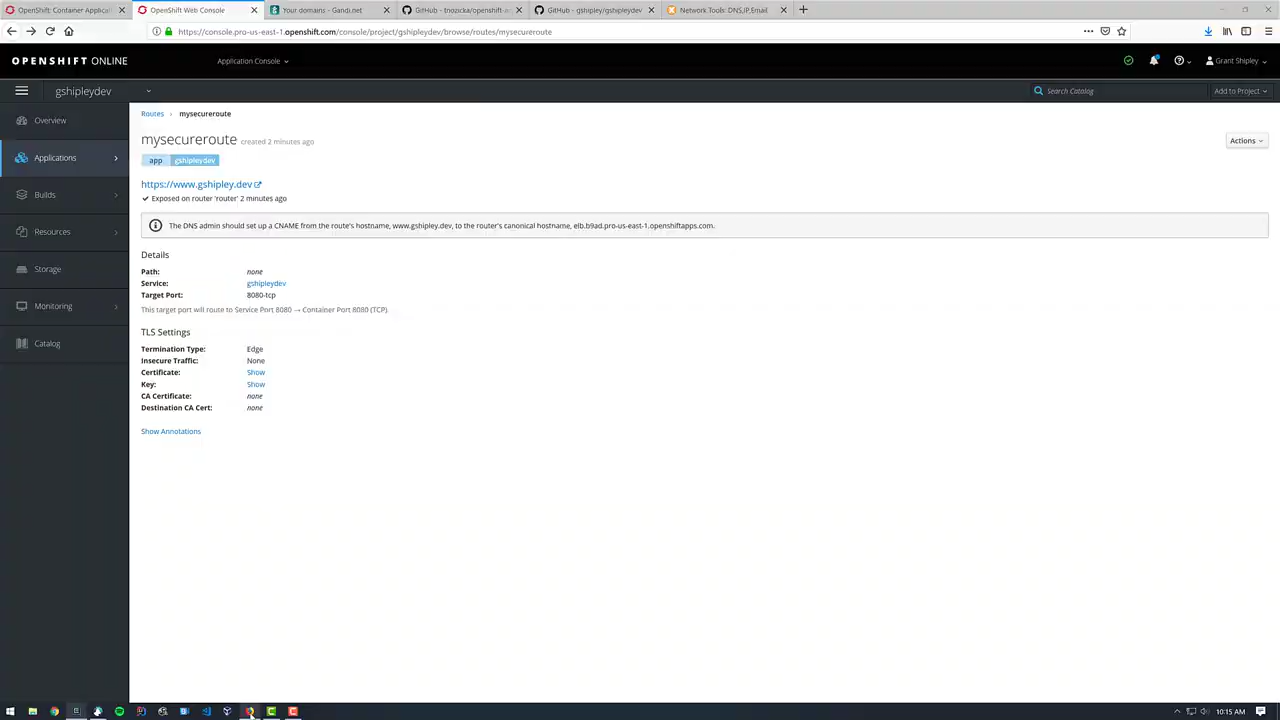 OpenShift: Container Applicati
OpenShift Web Console
Your domains - Gandi.net
GitHub - tnozicka/openshift-a
GitHub - gshipley/gshipleydev
Network Tools: DNS,IP,Email
https://console.pro-us-east-1.openshift.com/console/project/gshipleydev/browse/routes/mysecureroute
OPENSHIFT ONLINE
Application Console
Grant Shipley
gshipleydev
Search Catalog
Add to Project
Overview
Applications
Builds
Resources
Storage
Monitoring
Catalog
Routes › mysecureroute
mysecureroute created 2 minutes ago
Actions
app gshipleydev
https://www.gshipley.dev
Exposed on router 'router' 2 minutes ago
The DNS admin should set up a CNAME from the route's hostname, www.gshipley.dev, to the router's canonical hostname, elb.b9ad.pro-us-east-1.openshiftapps.com.
Details
Path: none
Service: gshipleydev
Target Port: 8080-tcp
This target port will route to Service Port 8080 → Container Port 8080 (TCP).
TLS Settings
Termination Type: Edge
Insecure Traffic: None
Certificate: Show
Key: Show
CA Certificate: none
Destination CA Cert: none
Show Annotations
10:15 AM